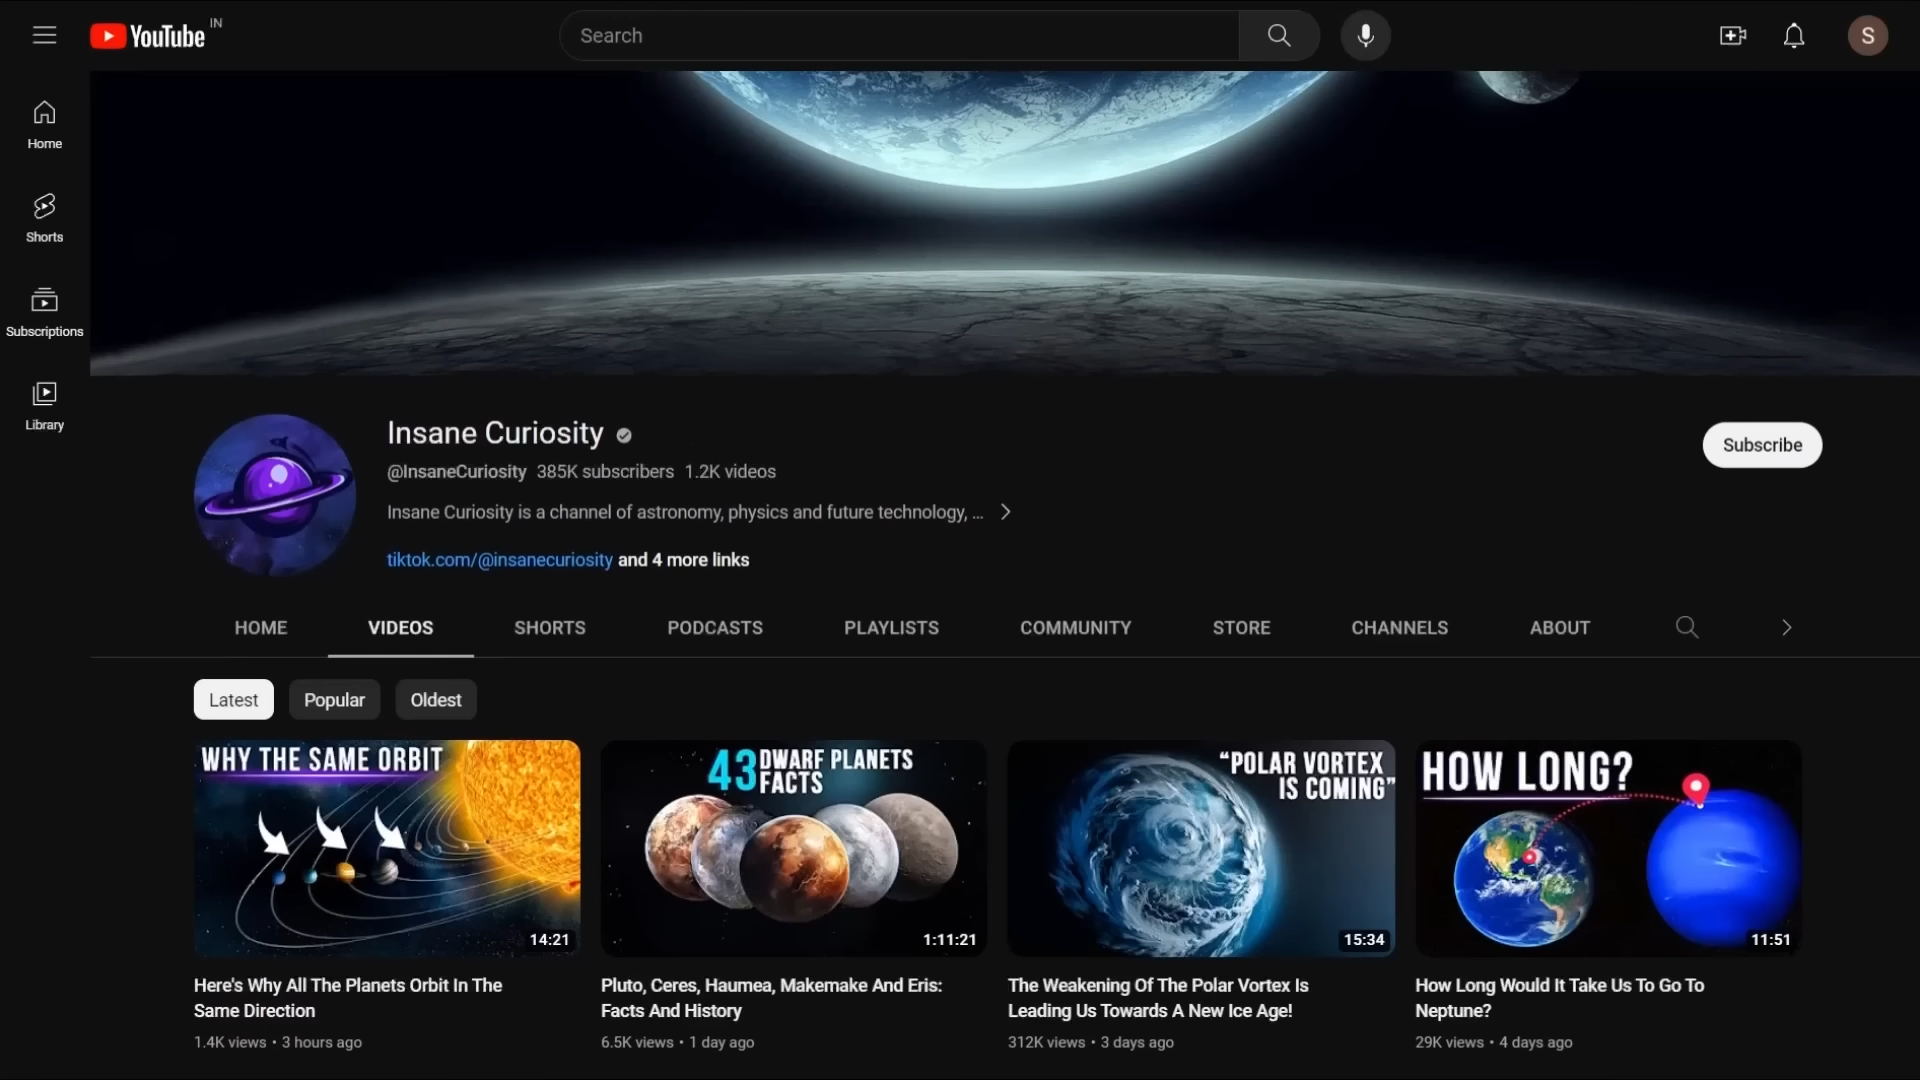 YouTube IN
Search
S
Home
Shorts
Subscriptions
Library
Insane Curiosity
@InsaneCuriosity 385K subscribers 1.2K videos
Insane Curiosity is a channel of astronomy, physics and future technology, ...
tiktok.com/@insanecuriosity and 4 more links
Subscribe
HOME VIDEOS SHORTS PODCASTS PLAYLISTS COMMUNITY STORE CHANNELS ABOUT
Latest Popular Oldest
WHY THE SAME ORBIT
14:21
Here's Why All The Planets Orbit In The
Same Direction
1.4K views • 3 hours ago
43 DWARF PLANETS
FACTS
1:11:21
Pluto, Ceres, Haumea, Makemake And Eris:
Facts And History
6.5K views • 1 day ago
“POLAR VORTEX
IS COMING”
15:34
The Weakening Of The Polar Vortex Is
Leading Us Towards A New Ice Age!
312K views • 3 days ago
HOW LONG?
11:51
How Long Would It Take Us To Go To
Neptune?
29K views • 4 days ago